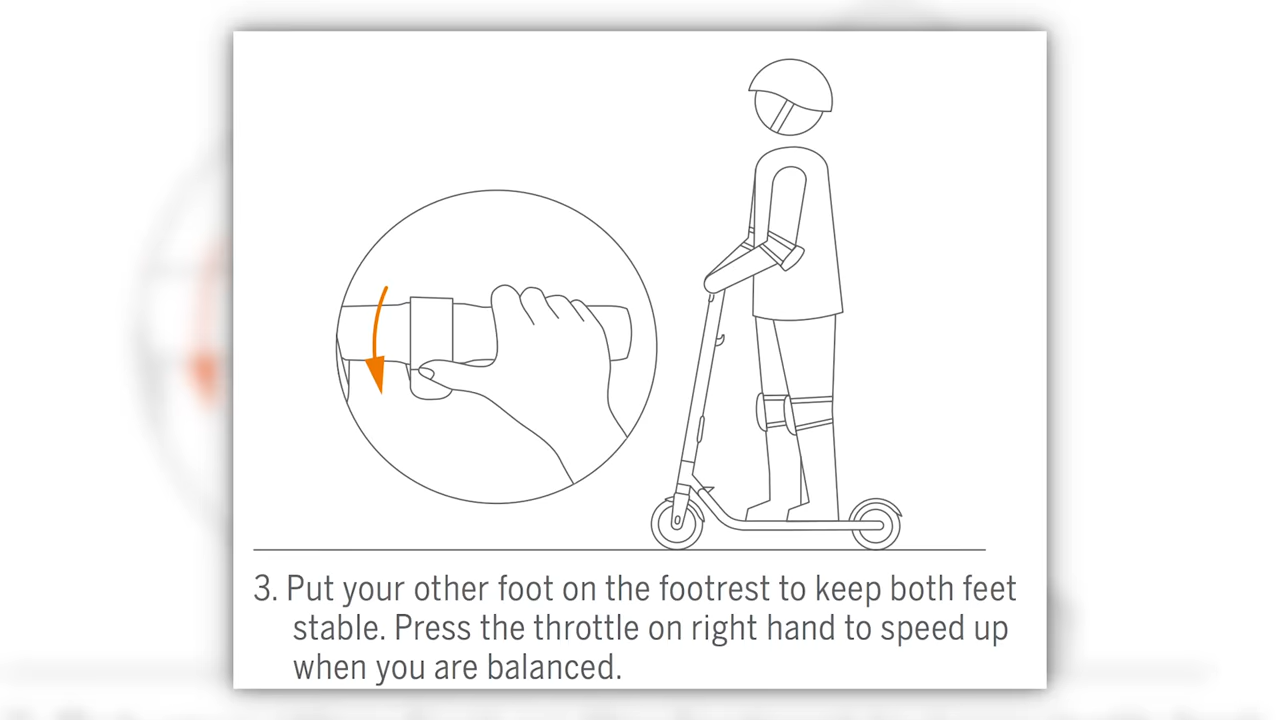 3. Put your other foot on the footrest to keep both feet
stable. Press the throttle on right hand to speed up
when you are balanced.